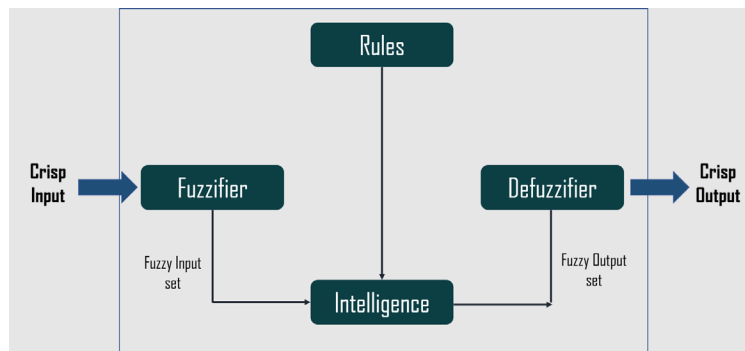 Rules
Crisp
Input
Fuzzifier
Defuzzifier
Crisp
Output
Fuzzy Input
set
Fuzzy Output
set
Intelligence